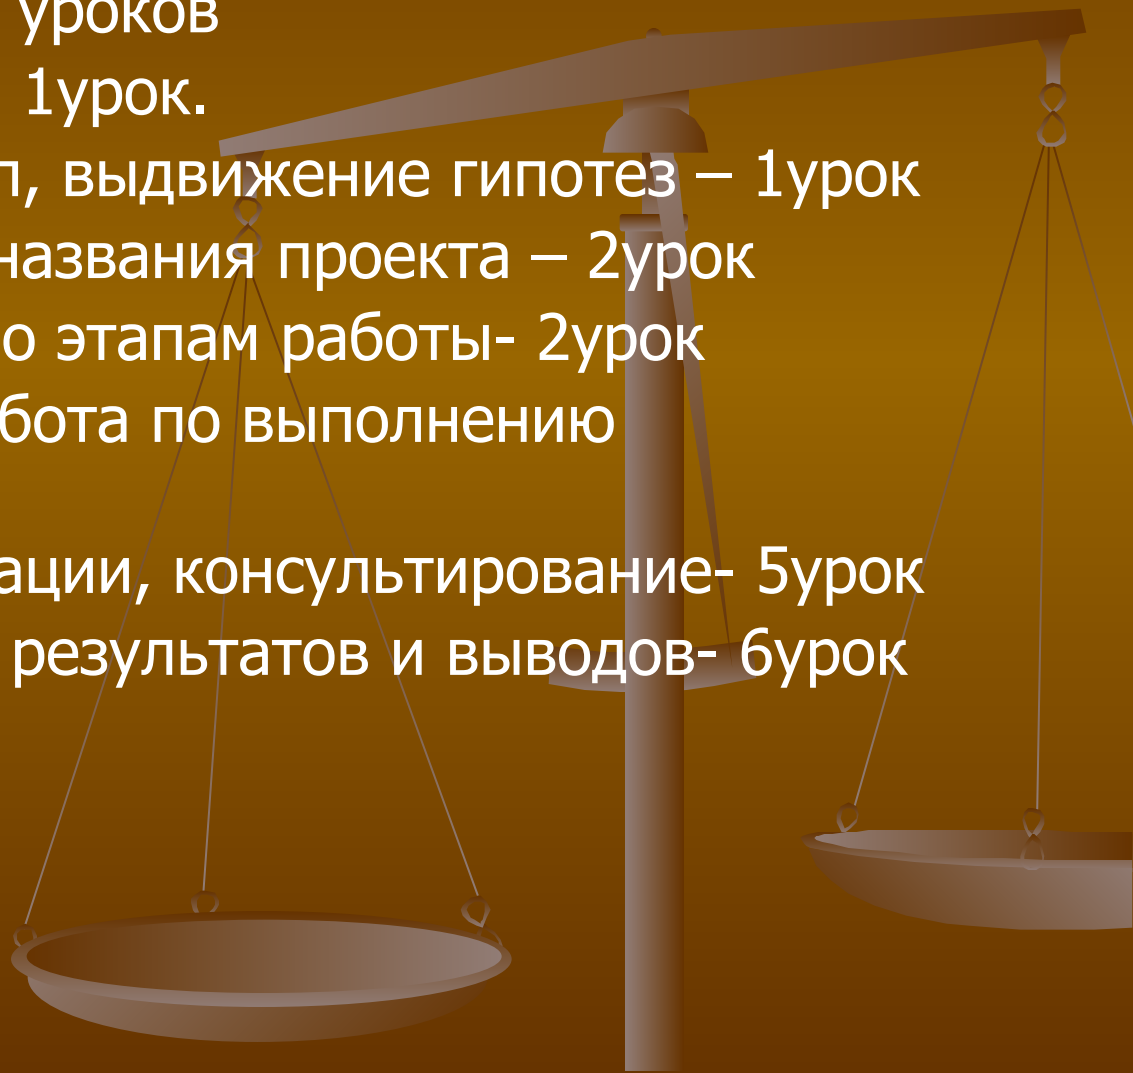 уроков
1урок.
п, выдвижение гипотез – 1урок
названия проекта – 2урок
о этапам работы- 2урок
бота по выполнению
ации, консультирование- 5урок
результатов и выводов- 6урок